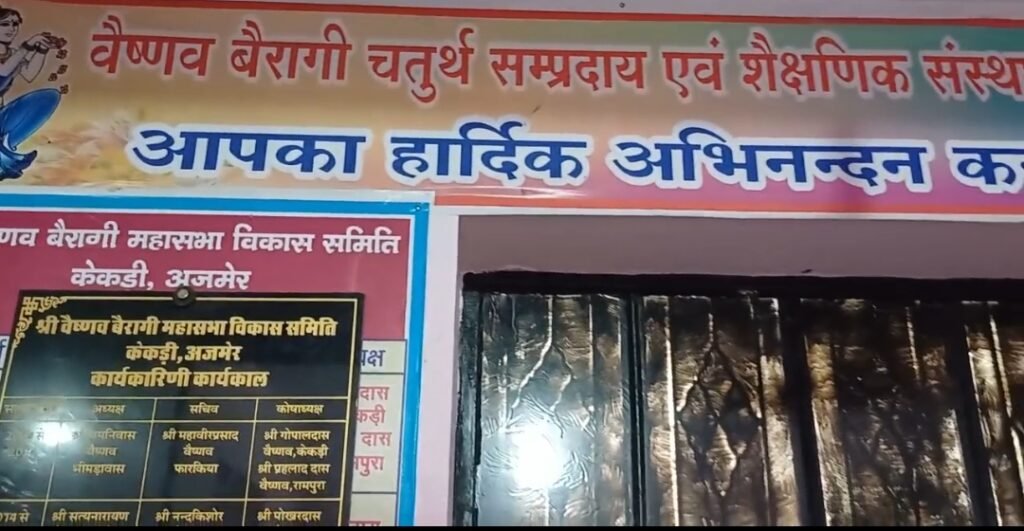 वैष्णव बैरागी चतुर्थ सम्प्रदाय एवं शैक्षणिक
आपका हार्दिक अभिनन्दन
बैरागी महासभा विकास समिति
केकडी, अजमेर
श्री वैष्णव बैरागी महासभा विकास समिति
केकड़ी, अजमेर
कार्यकारिणी कार्यकाल
अध्यक्ष सचिव कोषाध्यक्ष
श्री महावीरप्रसाद श्री गोपालदास
वैष्णव वैष्णव वैष्णव, केकड़ी
भीमड़ावास फारकिया श्री प्रहलाद दास
वैष्णव, रामपुरा
से श्री सत्यनारायण श्री नन्दकिशोर श्री पोखरदास
दास
दास